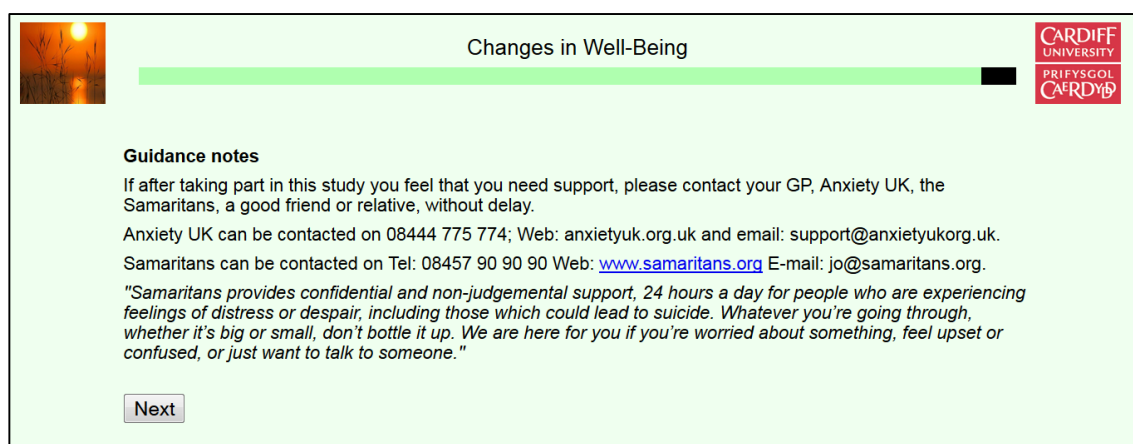 Changes in Well-Being
CARDIFF
UNIVERSITY
PRIFYSGOL
CAERDYDD
Guidance notes
If after taking part in this study you feel that you need support, please contact your GP, Anxiety UK, the
Samaritans, a good friend or relative, without delay.
Anxiety UK can be contacted on 08444 775 774; Web: anxietyuk.org.uk and email: support@anxietyukorg.uk.
Samaritans can be contacted on Tel: 08457 90 90 90 Web: www.samaritans.org E-mail: jo@samaritans.org.
"Samaritans provides confidential and non-judgemental support, 24 hours a day for people who are experiencing
feelings of distress or despair, including those which could lead to suicide. Whatever you're going through,
whether it's big or small, don't bottle it up. We are here for you if you're worried about something, feel upset or
confused, or just want to talk to someone."
Next